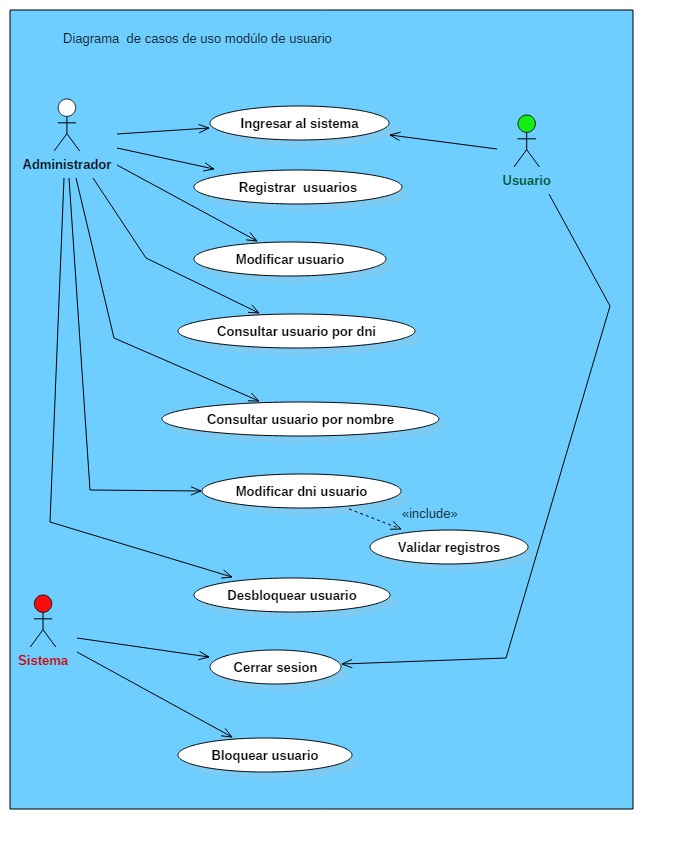 Diagrama  de casos de uso modúlo de usuario
Ingresar al sistema
Administrador
Usuario
Registrar  usuarios
Modificar usuario
Consultar usuario por dni
Consultar usuario por nombre
Modificar dni usuario
«include»
Validar registros
Desbloquear usuario
Sistema
Cerrar sesion
Bloquear usuario